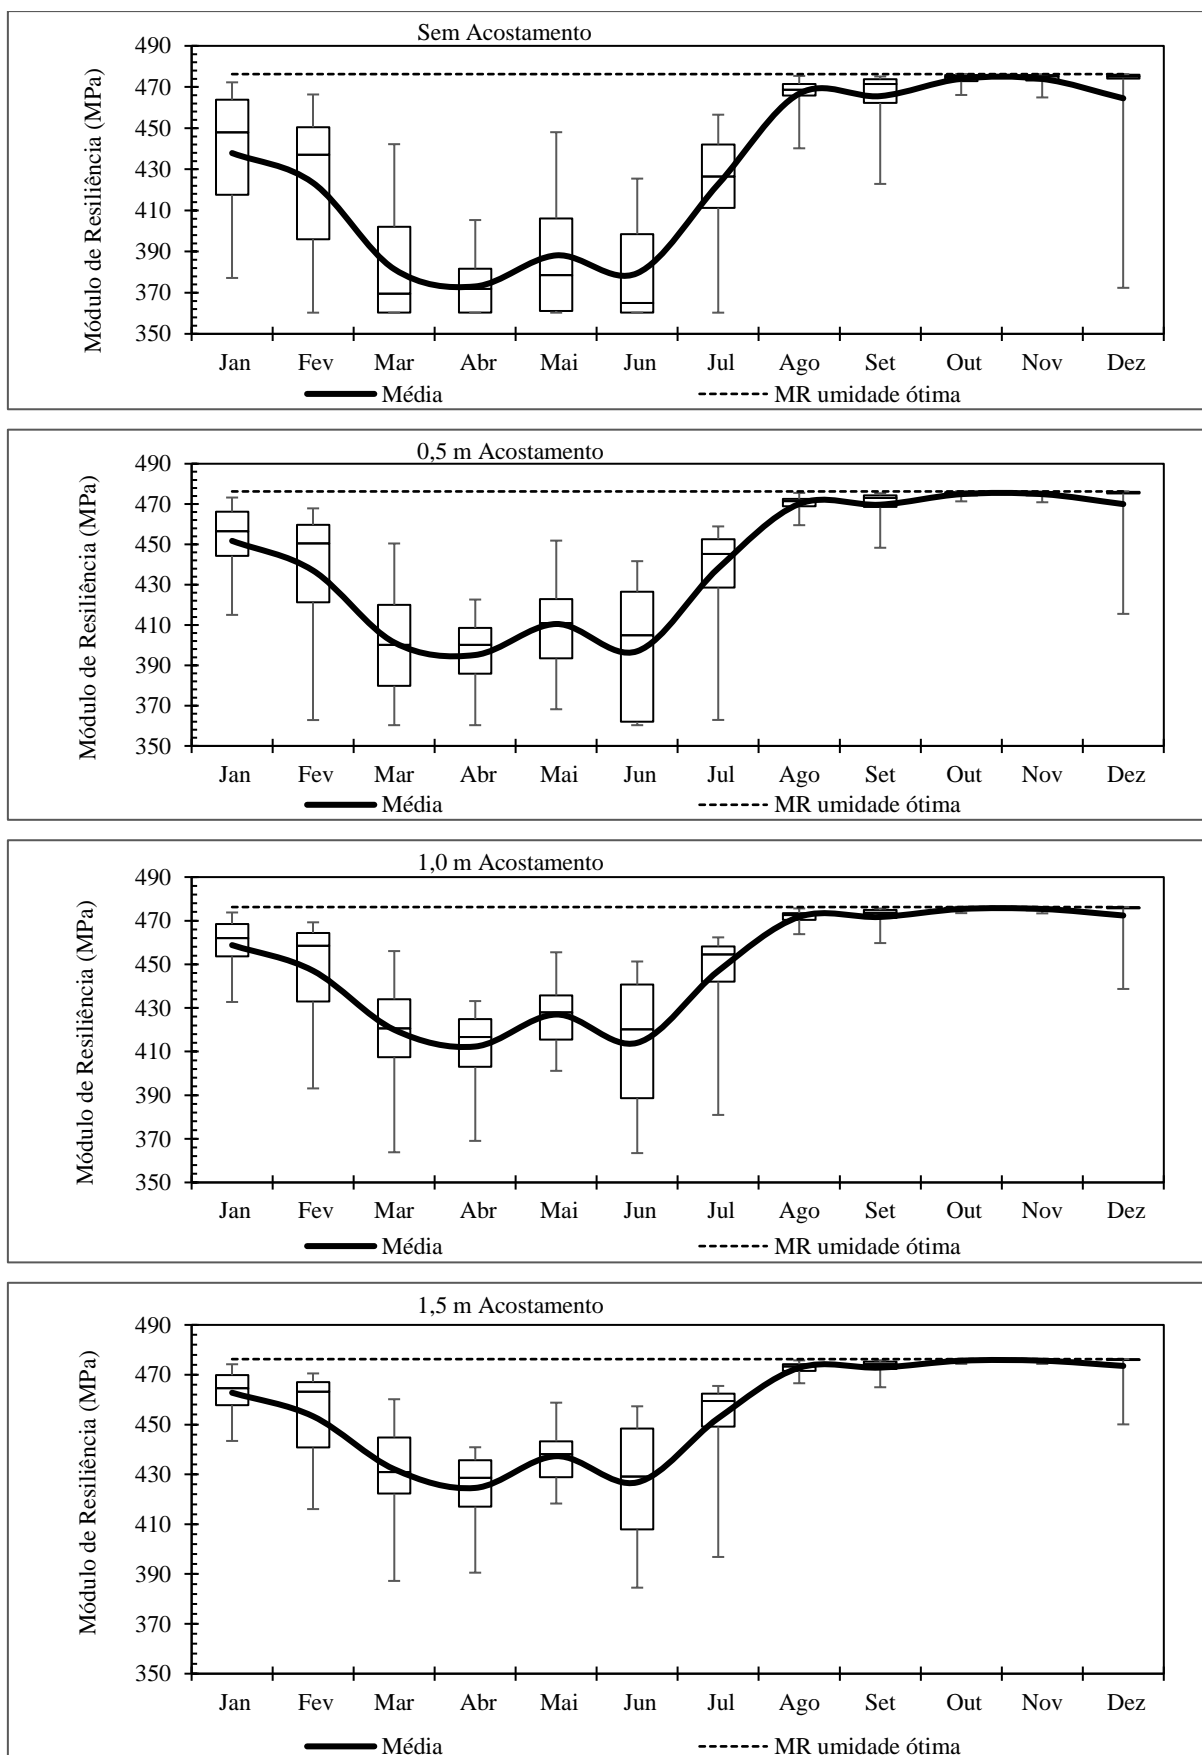 Sem Acostamento
Módulo de Resiliência (MPa)
490
470
450
430
410
390
370
350
Jan Fev Mar Abr Mai Jun Jul Ago Set Out Nov Dez
Média MR umidade ótima
0,5 m Acostamento
Módulo de Resiliência (MPa)
490
470
450
430
410
390
370
350
Jan Fev Mar Abr Mai Jun Jul Ago Set Out Nov Dez
Média MR umidade ótima
1,0 m Acostamento
Módulo de Resiliência (MPa)
490
470
450
430
410
390
370
350
Jan Fev Mar Abr Mai Jun Jul Ago Set Out Nov Dez
Média MR umidade ótima
1,5 m Acostamento
Módulo de Resiliência (MPa)
490
470
450
430
410
390
370
350
Jan Fev Mar Abr Mai Jun Jul Ago Set Out Nov Dez
Média MR umidade ótima